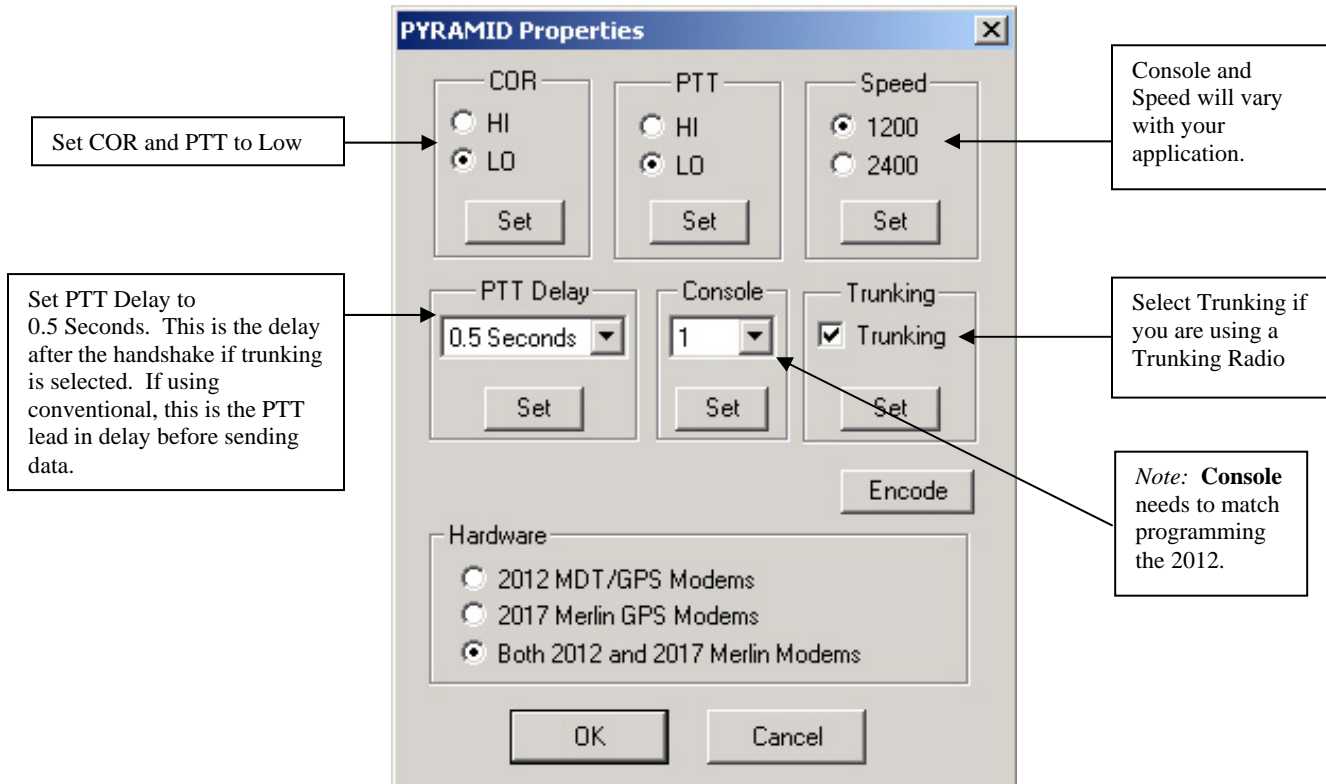 PYRAMID Properties
Set COR and PTT to Low
COR
HI
LO
Set
PTT
HI
LO
Set
Speed
1200
2400
Set
Console and
Speed will vary
with your
application.
Set PTT Delay to
0.5 Seconds. This is the delay
after the handshake if trunking
is selected. If using
conventional, this is the PTT
lead in delay before sending
data.
PTT Delay
0.5 Seconds
Set
Console
1
Set
Trunking
Trunking
Set
Select Trunking if
you are using a
Trunking Radio
Encode
Note: Console
needs to match
programming
the 2012.
Hardware
2012 MDT/GPS Modems
2017 Merlin GPS Modems
Both 2012 and 2017 Merlin Modems
OK
Cancel